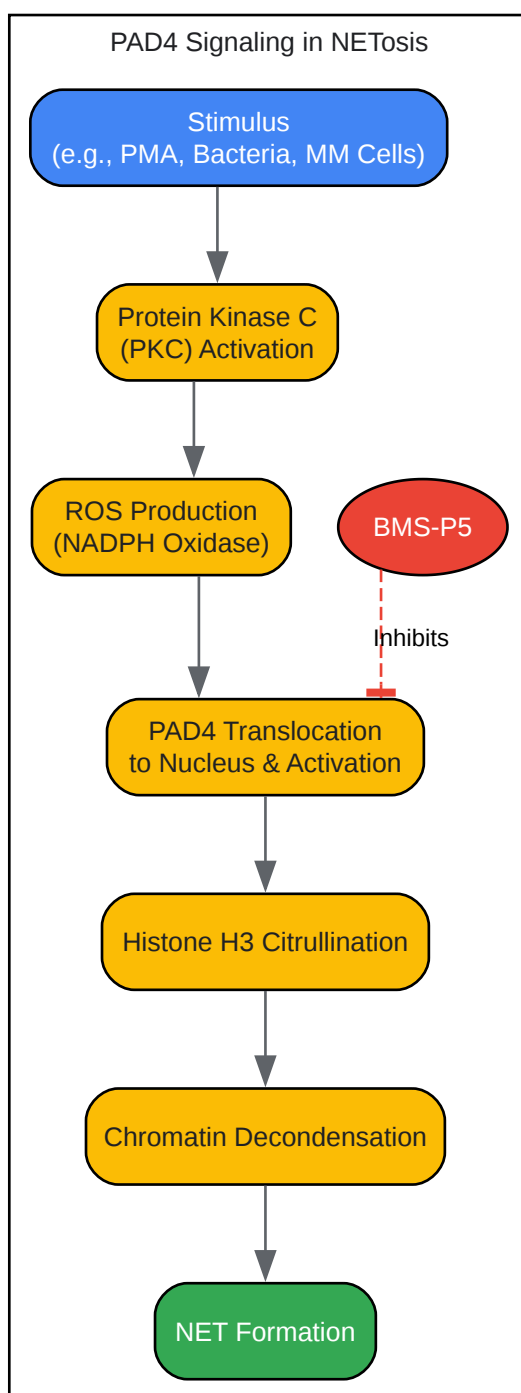 PAD4 Signaling in NETosis
Stimulus
(e.g., PMA, Bacteria, MM Cells)
Protein Kinase C
(PKC) Activation
ROS Production
(NADPH Oxidase)
BMS-P5
Inhibits
PAD4 Translocation
to Nucleus & Activation
Histone H3 Citrullination
Chromatin Decondensation
NET Formation